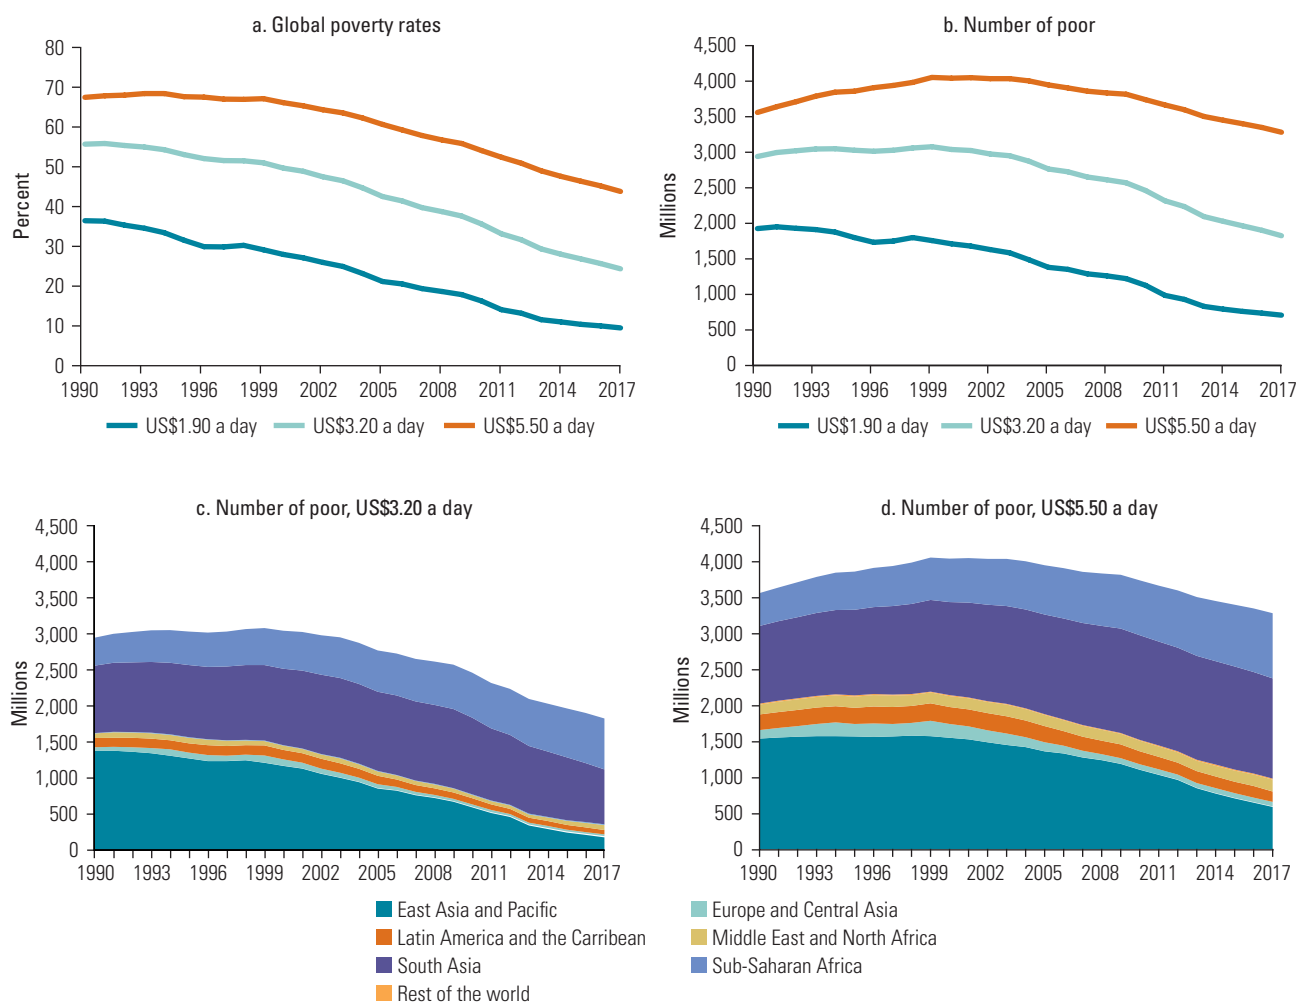 a. Global poverty rates
80
70
60
50
40
30
20
10
0
Percent
1990 1993 1996 1999 2002 2005 2008 2011 2014 2017
US$1.90 a day US$3.20 a day US$5.50 a day
b. Number of poor
4,500
4,000
3,500
3,000
2,500
2,000
1,500
1,000
500
0
Millions
1990 1993 1996 1999 2002 2005 2008 2011 2014 2017
US$1.90 a day US$3.20 a day US$5.50 a day
c. Number of poor, US$3.20 a day
4,500
4,000
3,500
3,000
2,500
2,000
1,500
1,000
500
0
Millions
1990 1993 1996 1999 2002 2005 2008 2011 2014 2017
d. Number of poor, US$5.50 a day
4,500
4,000
3,500
3,000
2,500
2,000
1,500
1,000
500
0
Millions
1990 1993 1996 1999 2002 2005 2008 2011 2014 2017
East Asia and Pacific
Europe and Central Asia
Latin America and the Carribean
Middle East and North Africa
South Asia
Sub-Saharan Africa
Rest of the world